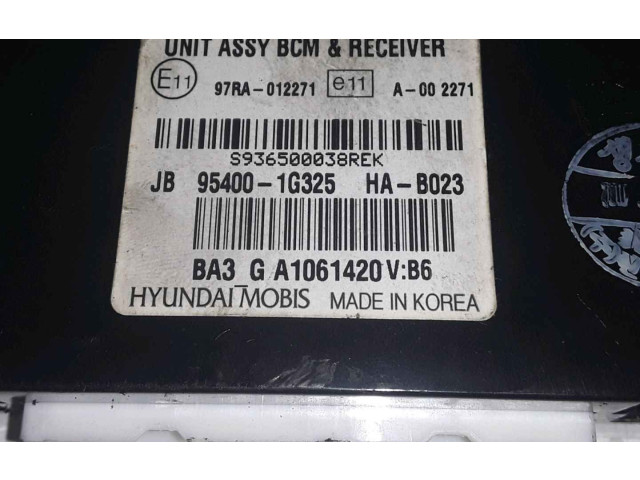 UNIT ASSY BCM & RECEIVER
E11 97RA-012271 e11 A-00 2271
S936500038REK
JB 95400-1G325 HA-B023
BA3 G A1061420 V:B6
HYUNDAI MOBIS MADE IN KOREA